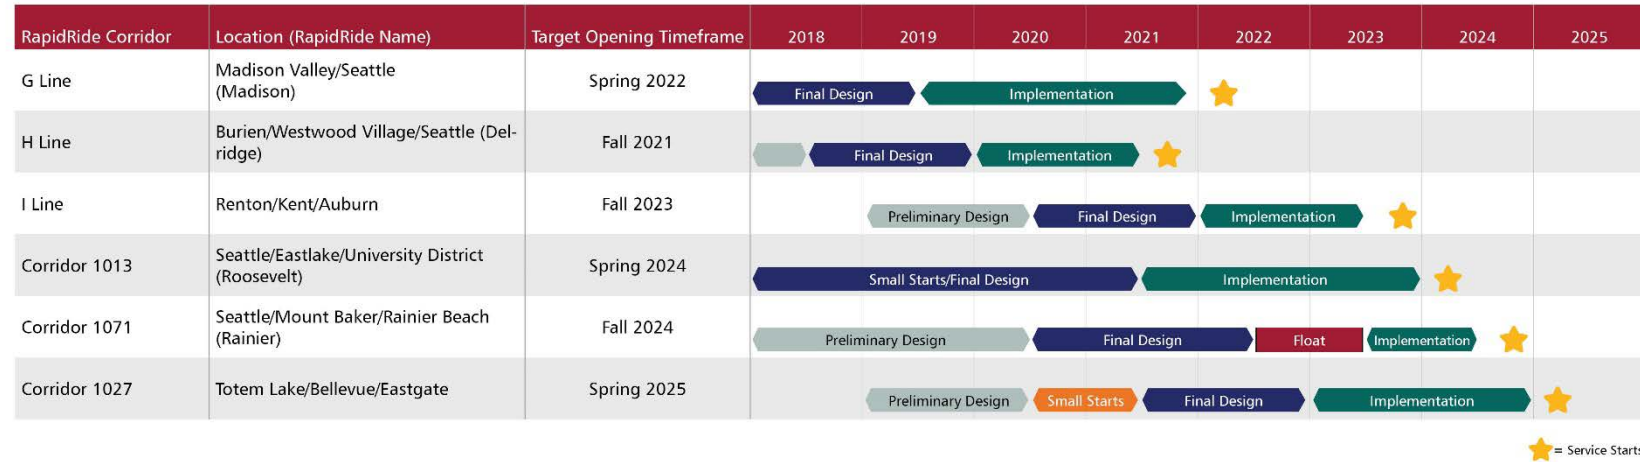 RapidRide Corridor Location (RapidRide Name) Target Opening Timeframe 2018 2019 2020 2021 2022 2023 2024 2025
G Line
Madison Valley/Seattle
(Madison)
Spring 2022
Final Design Implementation
H Line
Burien/Westwood Village/Seattle (Del-
ridge)
Fall 2021
Final Design Implementation
I Line
Renton/Kent/Auburn
Fall 2023
Preliminary Design Final Design Implementation
Corridor 1013
Seattle/Eastlake/University District
(Roosevelt)
Spring 2024
Small Starts/Final Design Implementation
Corridor 1071
Seattle/Mount Baker/Rainier Beach
(Rainier)
Fall 2024
Preliminary Design Final Design Float Implementation
Corridor 1027
Totem Lake/Bellevue/Eastgate
Spring 2025
Preliminary Design Small Starts Final Design Implementation
= Service Starts